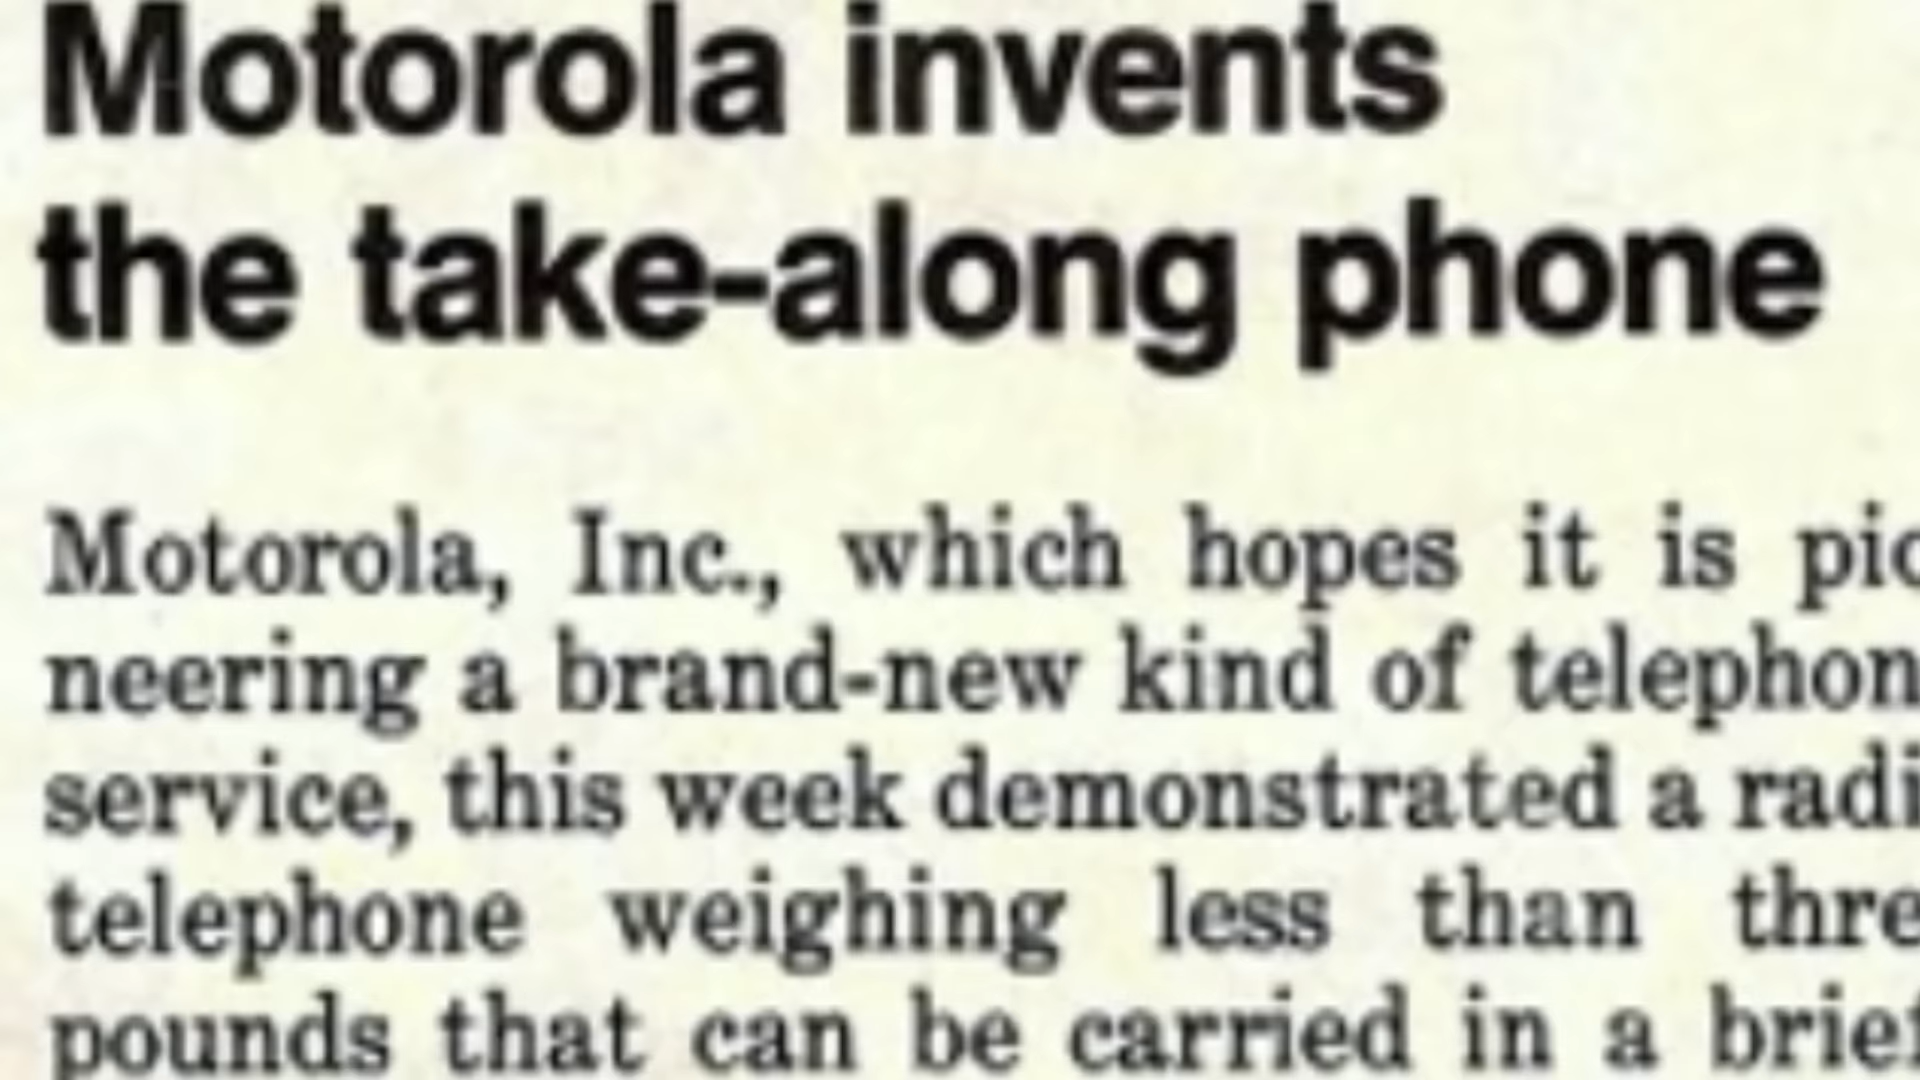 Motorola invents
the take-along phone
Motorola, Inc., which hopes it is pio
neering a brand-new kind of telephon
service, this week demonstrated a radi
telephone weighing less than thre
pounds that can be carried in a brief